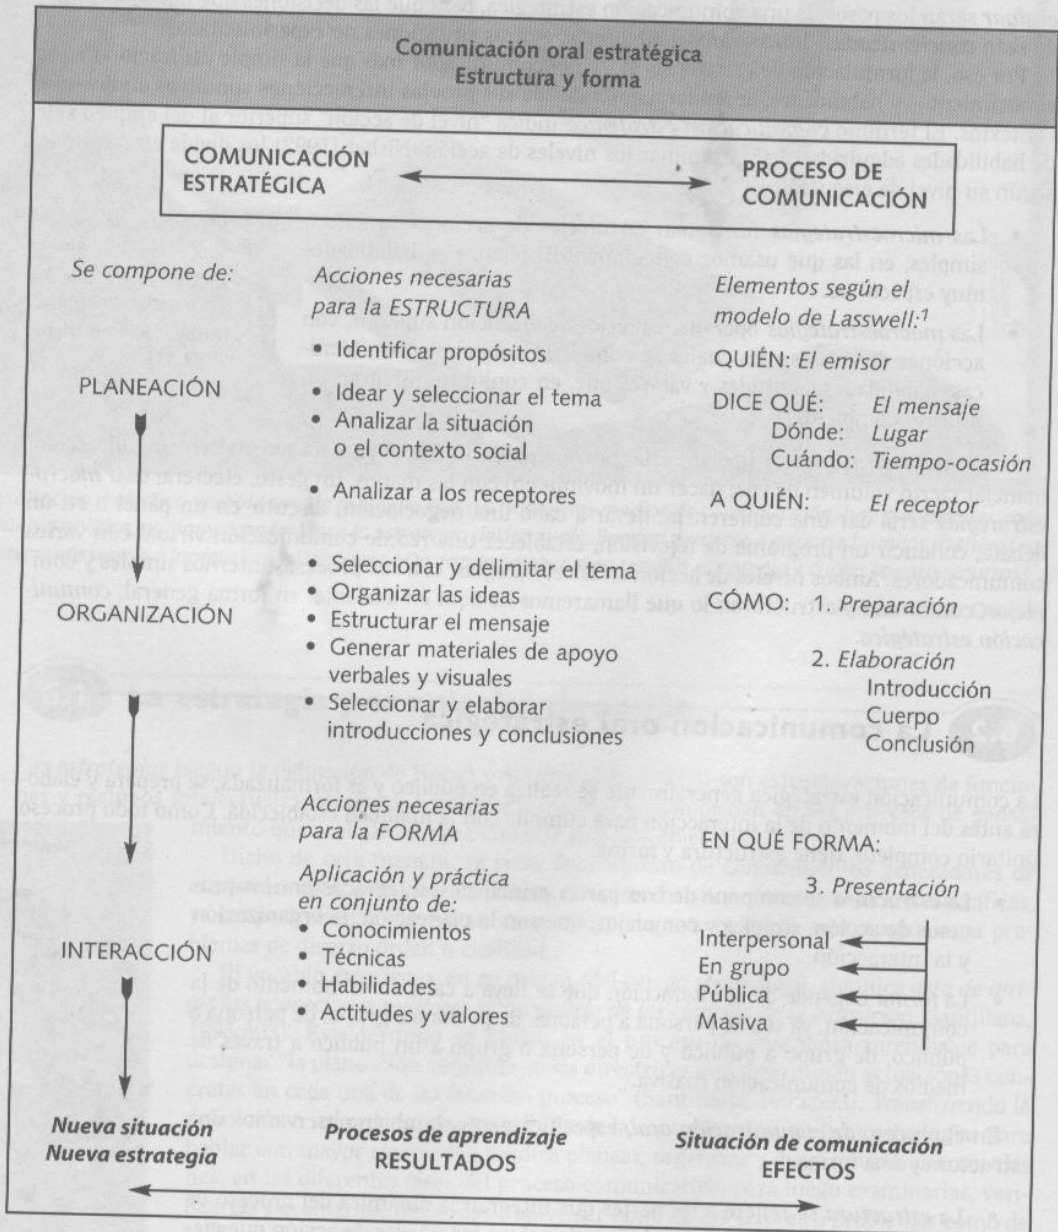 Comunicación oral estratégica
Estructura y forma
COMUNICACIÓN
ESTRATÉGICA
PROCESO DE
COMUNICACIÓN
Se compone de:
Acciones necesarias
para la ESTRUCTURA
Elementos según el
modelo de Lasswell:1
PLANEACIÓN
• Identificar propósitos
QUIÉN: El emisor
• Idear y seleccionar el tema
DICE QUÉ: El mensaje
• Analizar la situación
o el contexto social
Dónde: Lugar
Cuándo: Tiempo-ocasión
• Analizar a los receptores
A QUIÉN: El receptor
ORGANIZACIÓN
• Seleccionar y delimitar el tema
• Organizar las ideas
• Estructurar el mensaje
• Generar materiales de apoyo
verbales y visuales
• Seleccionar y elaborar
introducciones y conclusiones
CÓMO: 1. Preparación
2. Elaboración
Introducción
Cuerpo
Conclusión
INTERACCIÓN
Acciones necesarias
para la FORMA
Aplicación y práctica
en conjunto de:
• Conocimientos
• Técnicas
• Habilidades
• Actitudes y valores
EN QUÉ FORMA:
3. Presentación
Interpersonal
En grupo
Pública
Masiva
Nueva situación
Nueva estrategia
Procesos de aprendizaje
RESULTADOS
Situación de comunicación
EFECTOS